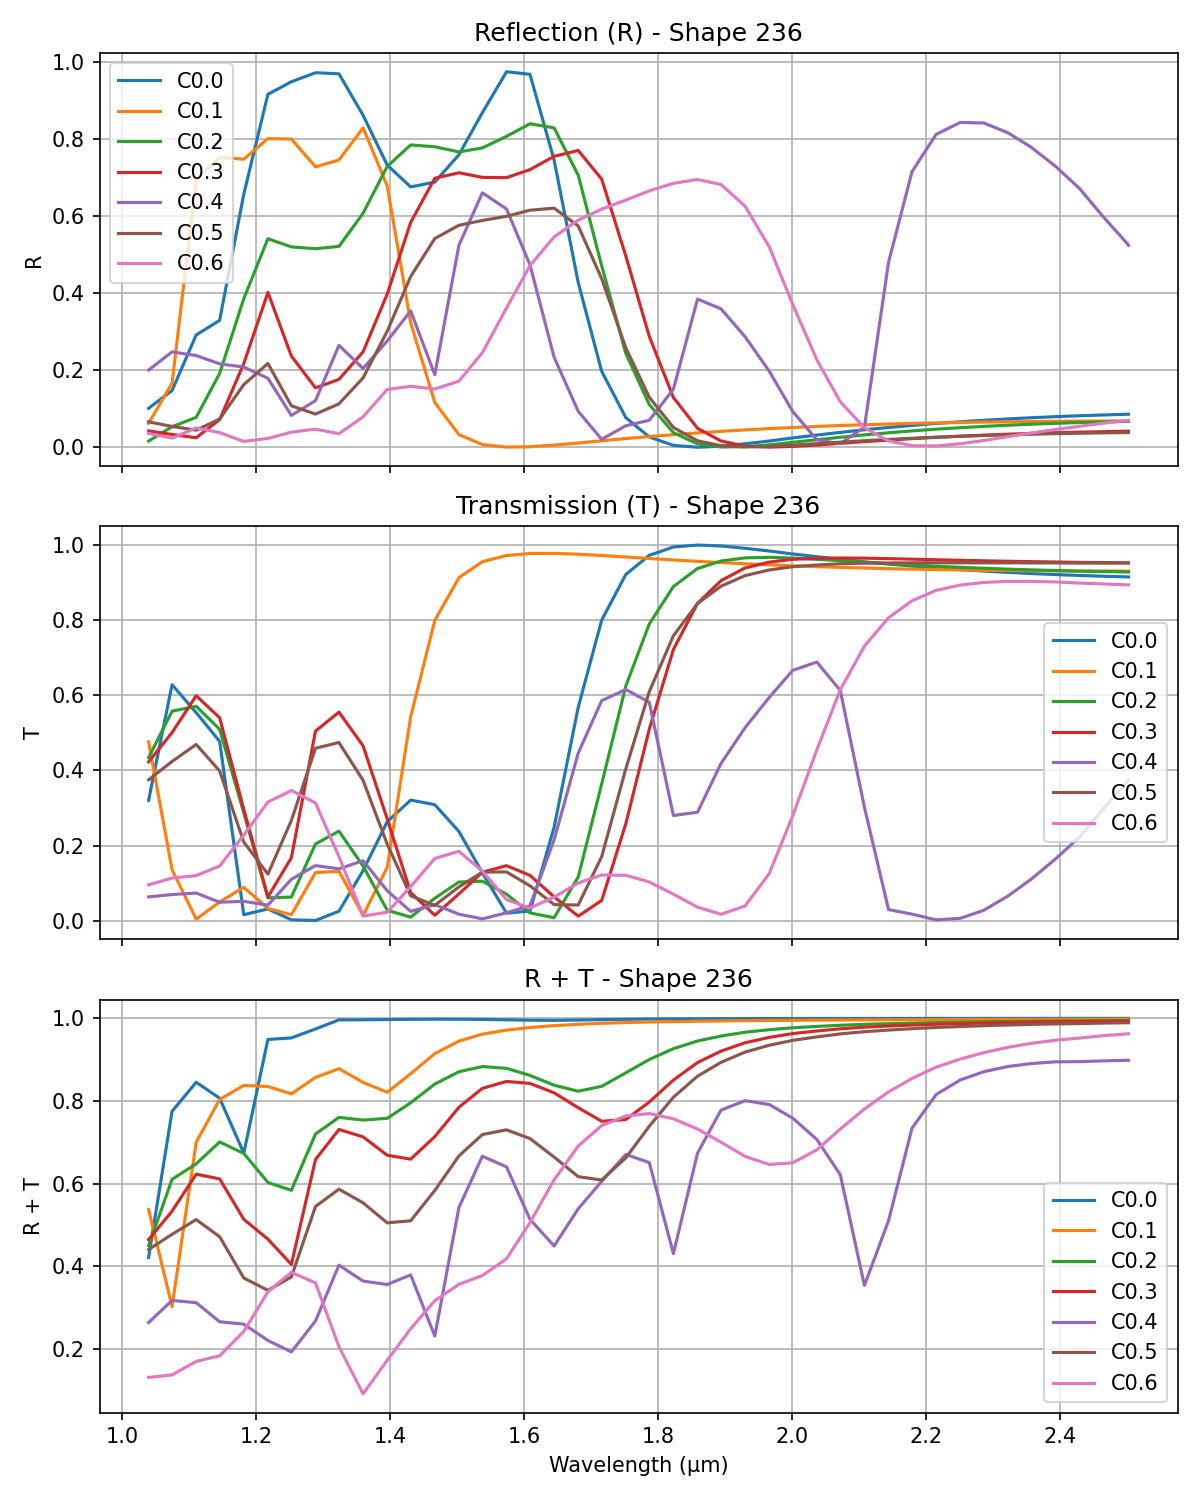 Reflection (R) - Shape 236
1.0
0.8
0.6
0.4
0.2
0.0
R
C0.0
C0.1
C0.2
C0.3
C0.4
C0.5
C0.6
Transmission (T) - Shape 236
1.0
0.8
0.6
0.4
0.2
0.0
T
C0.0
C0.1
C0.2
C0.3
C0.4
C0.5
C0.6
R + T - Shape 236
1.0
0.8
0.6
0.4
0.2
R + T
C0.0
C0.1
C0.2
C0.3
C0.4
C0.5
C0.6
1.0 1.2 1.4 1.6 1.8 2.0 2.2 2.4
Wavelength (µm)